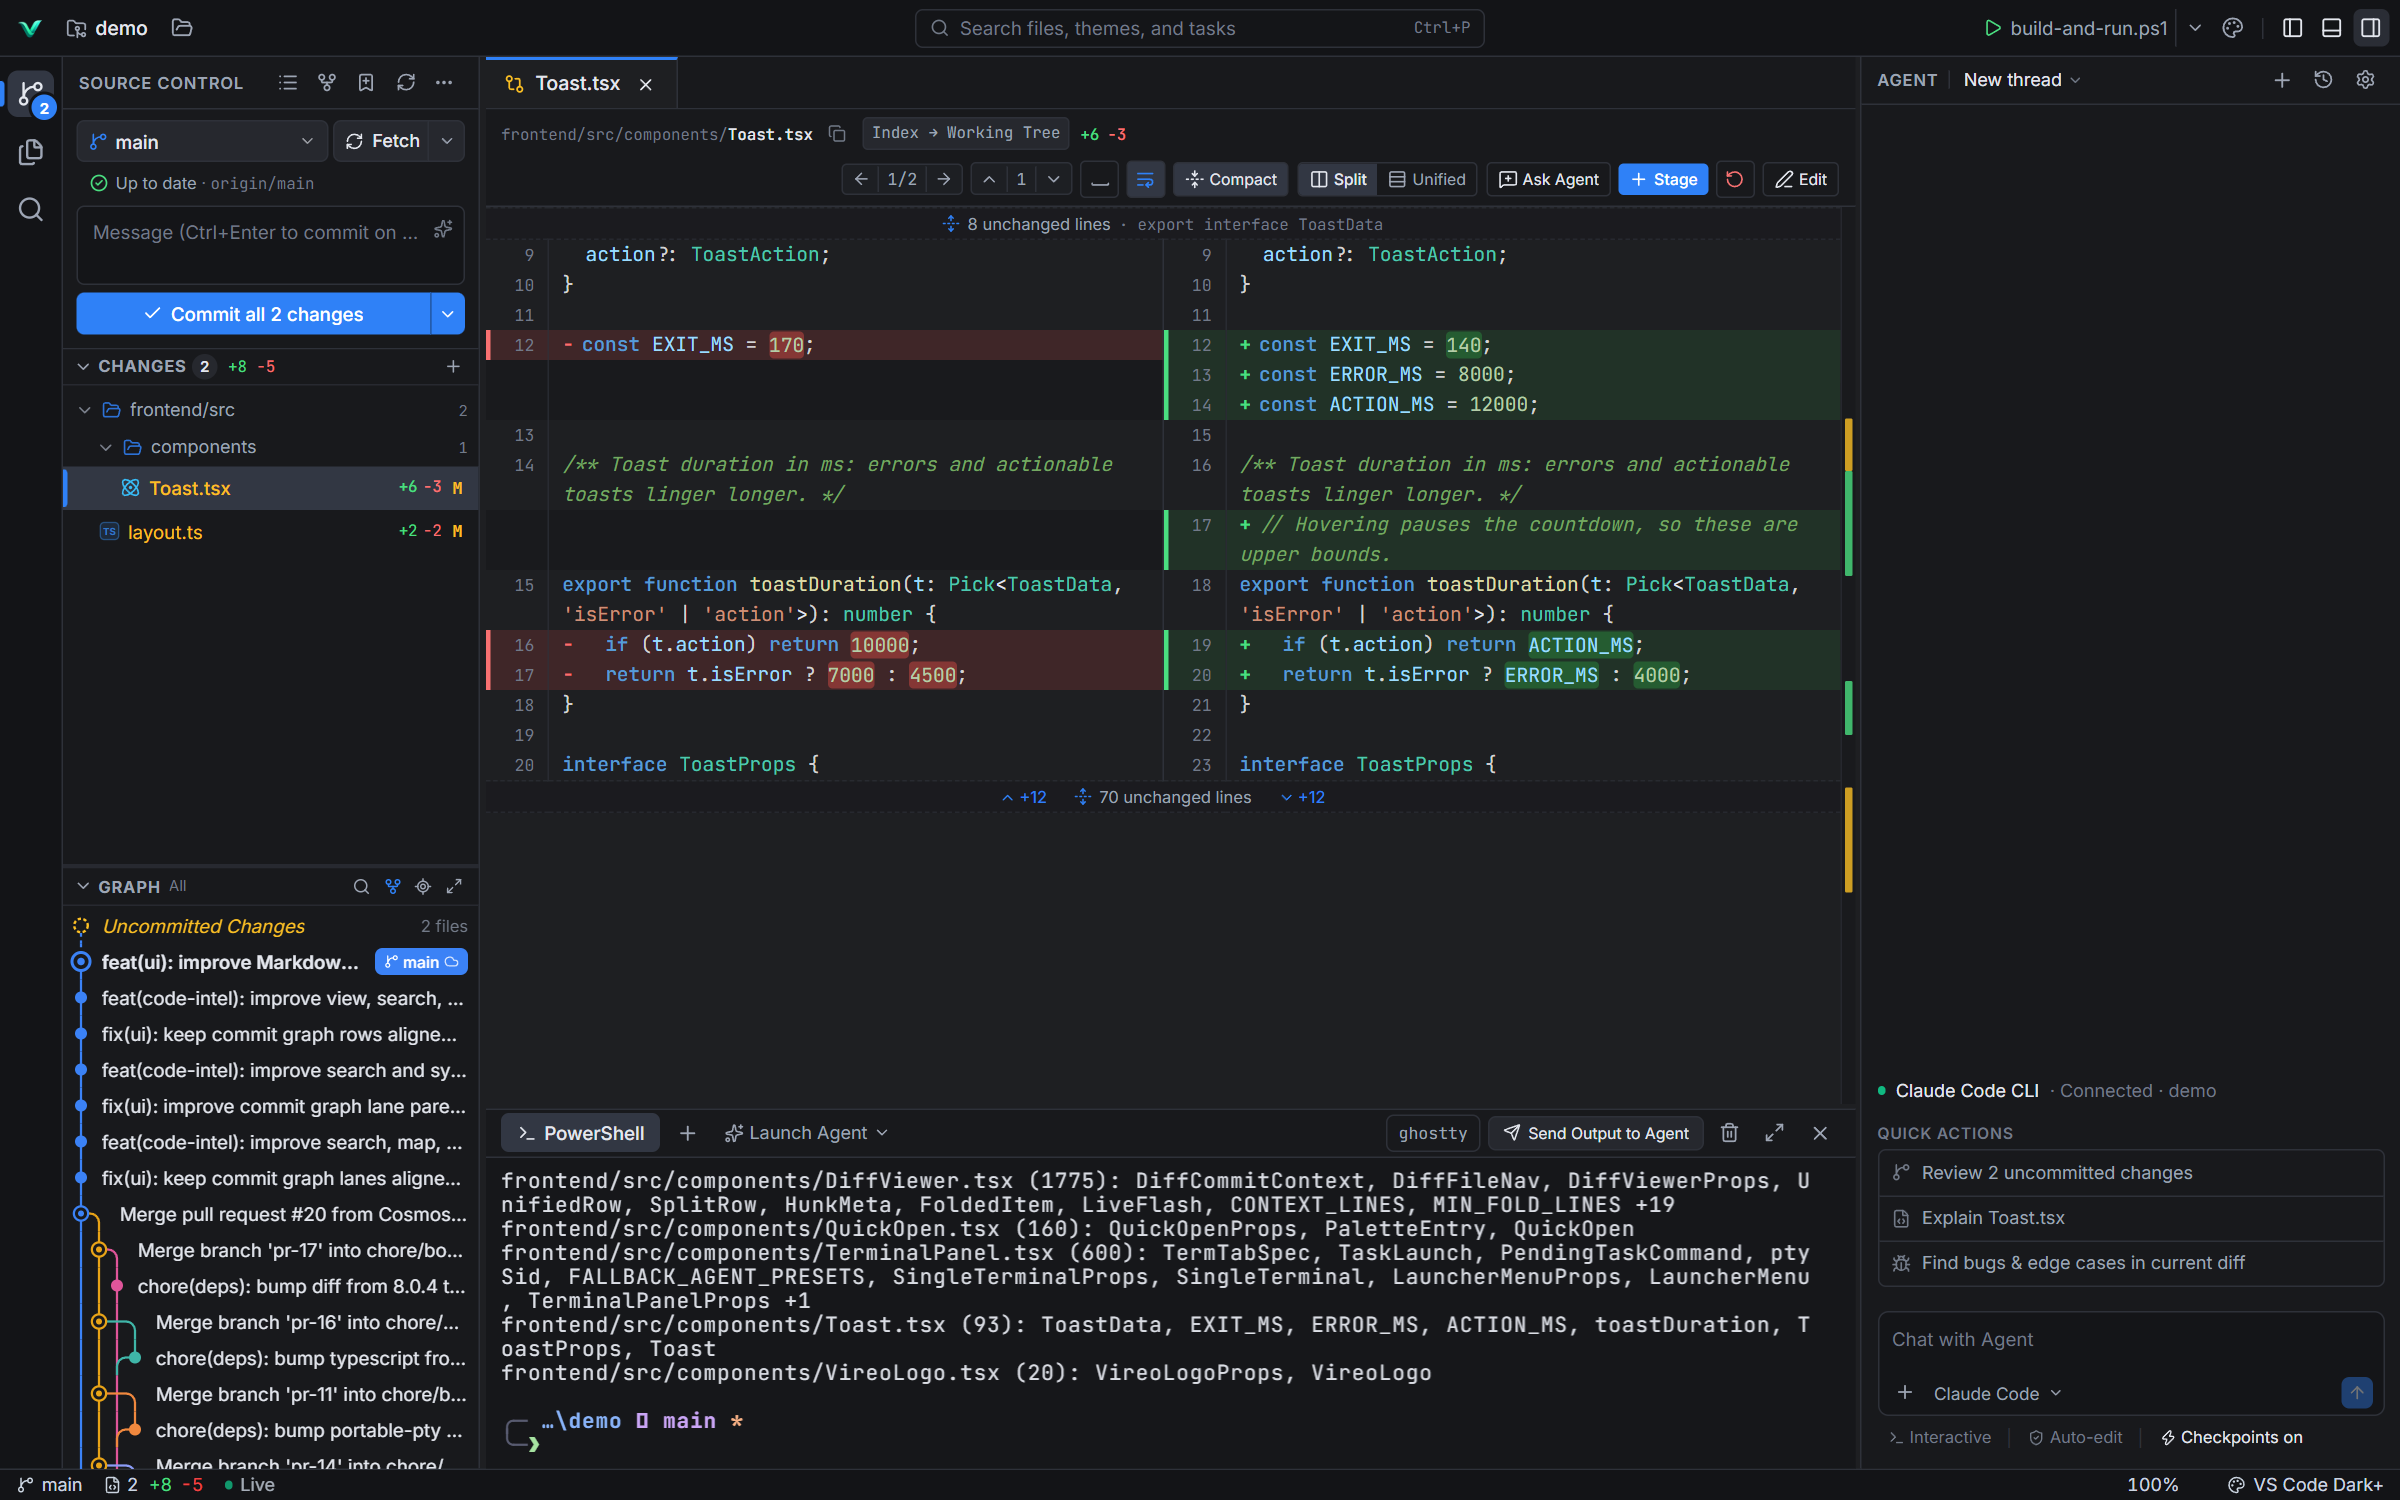 demo
Search files, themes, and tasks Ctrl+P
build-and-run.ps1
SOURCE CONTROL
2
main
Fetch
Up to date · origin/main
Message (Ctrl+Enter to commit on ...
Commit all 2 changes
CHANGES 2 +8 -5
frontend/src 2
components 1
Toast.tsx +6 -3 M
TS layout.ts +2 -2 M
GRAPH All
Uncommitted Changes 2 files
feat(ui): improve Markdow... main
feat(code-intel): improve view, search, ...
fix(ui): keep commit graph rows aligne...
feat(code-intel): improve search and sy...
fix(ui): improve commit graph lane pare...
feat(code-intel): improve search, map, ...
fix(ui): keep commit graph lanes aligne...
Merge pull request #20 from Cosmos...
Merge branch 'pr-17' into chore/bo...
chore(deps): bump diff from 8.0.4 t...
Merge branch 'pr-16' into chore/...
chore(deps): bump typescript fro...
Merge branch 'pr-11' into chore/b...
chore(deps): bump portable-pty ...
Merge branch 'pr-14' into chore/
Toast.tsx
frontend/src/components/Toast.tsx Index → Working Tree +6 -3
1/2 1 Compact Split Unified Ask Agent + Stage Edit
8 unchanged lines · export interface ToastData
9 action?: ToastAction;
10 }
11
12 - const EXIT_MS = 170;
13
14 /** Toast duration in ms: errors and actionable
toasts linger longer. */
15 export function toastDuration(t: Pick<ToastData,
'isError' | 'action'>): number {
16 - if (t.action) return 10000;
17 - return t.isError ? 7000 : 4500;
18 }
19
20 interface ToastProps {
9 action?: ToastAction;
10 }
11
12 + const EXIT_MS = 140;
13 + const ERROR_MS = 8000;
14 + const ACTION_MS = 12000;
15
16 /** Toast duration in ms: errors and actionable
toasts linger longer. */
17 + // Hovering pauses the countdown, so these are
upper bounds.
18 export function toastDuration(t: Pick<ToastData,
'isError' | 'action'>): number {
19 + if (t.action) return ACTION_MS;
20 + return t.isError ? ERROR_MS : 4000;
21 }
22
23 interface ToastProps {
+12 70 unchanged lines +12
PowerShell Launch Agent ghostty Send Output to Agent
frontend/src/components/DiffViewer.tsx (1775): DiffCommitContext, DiffFileNav, DiffViewerProps, U
nifiedRow, SplitRow, HunkMeta, FoldedItem, LiveFlash, CONTEXT_LINES, MIN_FOLD_LINES +19
frontend/src/components/QuickOpen.tsx (160): QuickOpenProps, PaletteEntry, QuickOpen
frontend/src/components/TerminalPanel.tsx (600): TermTabSpec, TaskLaunch, PendingTaskCommand, pty
Sid, FALLBACK_AGENT_PRESETS, SingleTerminalProps, SingleTerminal, LauncherMenuProps, LauncherMenu
, TerminalPanelProps +1
frontend/src/components/Toast.tsx (93): ToastData, EXIT_MS, ERROR_MS, ACTION_MS, toastDuration, T
oastProps, Toast
frontend/src/components/VireoLogo.tsx (20): VireoLogoProps, VireoLogo
…\demo main *
❯
AGENT New thread
Claude Code CLI · Connected · demo
QUICK ACTIONS
Review 2 uncommitted changes
Explain Toast.tsx
Find bugs & edge cases in current diff
Chat with Agent
Claude Code
Interactive Auto-edit Checkpoints on
main 2 +8 -5 Live
100% VS Code Dark+